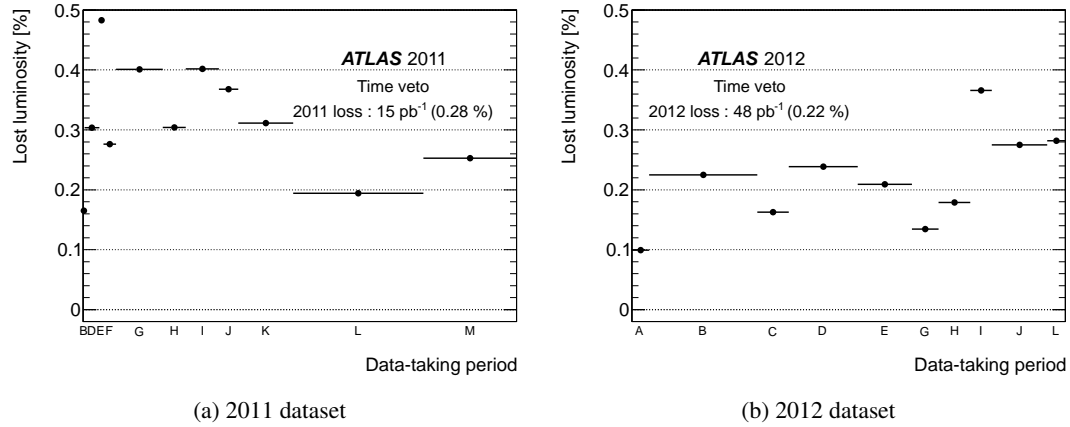 Lost luminosity [%]
0.5
0.4
0.3
0.2
0.1
0
ATLAS 2011
Time veto
2011 loss : 15 pb⁻¹ (0.28 %)
B D E F G H I J K L M
Data-taking period
(a) 2011 dataset
Lost luminosity [%]
0.5
0.4
0.3
0.2
0.1
0
ATLAS 2012
Time veto
2012 loss : 48 pb⁻¹ (0.22 %)
A B C D E G H I J L
Data-taking period
(b) 2012 dataset